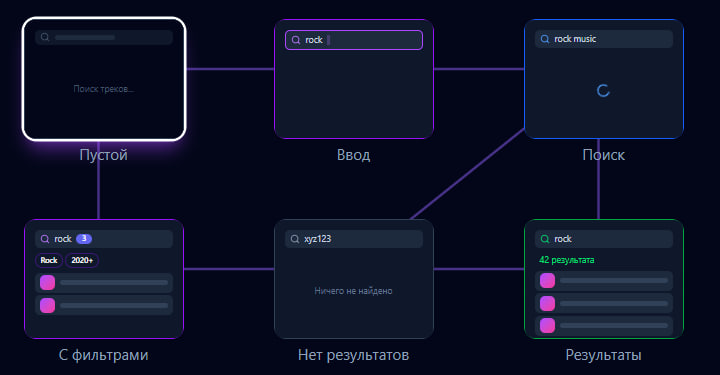 Поиск треков...
Пустой
rock
Ввод
rock music
Поиск
rock 3
Rock 2020+
С фильтрами
xyz123
Ничего не найдено
Нет результатов
rock
42 результата
Результаты